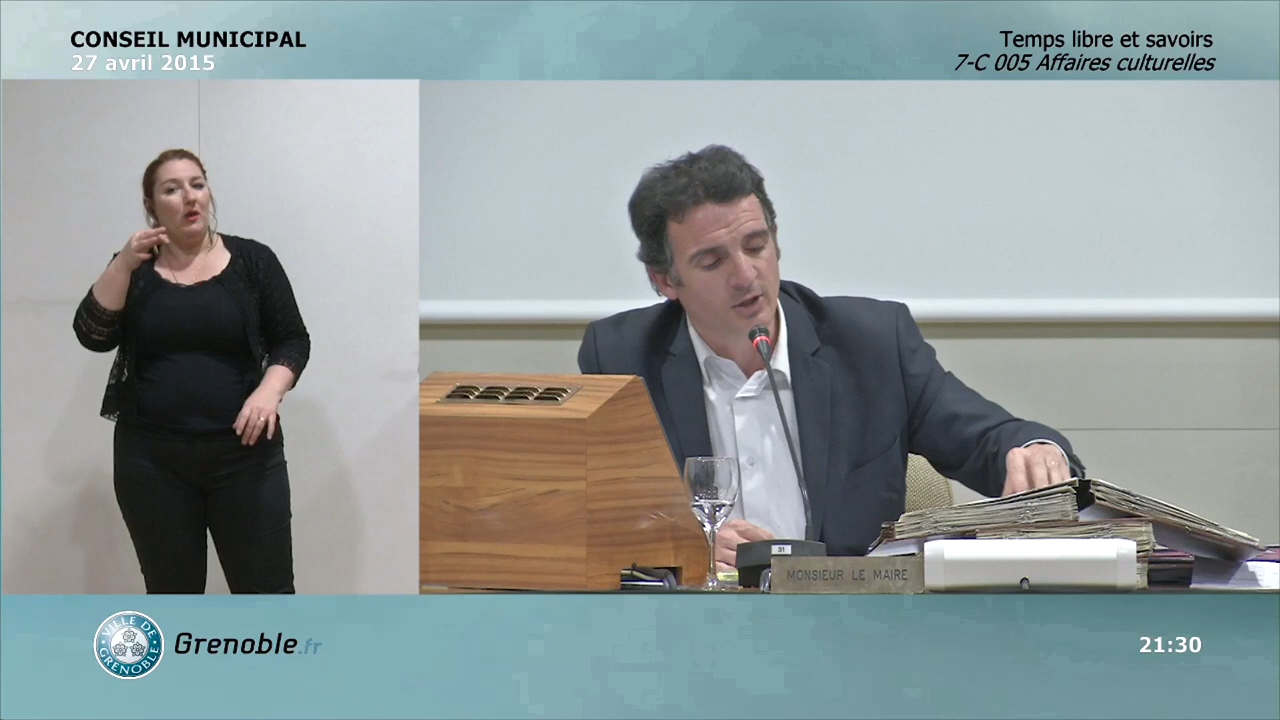 CONSEIL MUNICIPAL
27 avril 2015
Temps libre et savoirs
7-C 005 Affaires culturelles
31
MONSIEUR LE MAIRE
VILLE DE GRENOBLE
Grenoble.fr
21:30